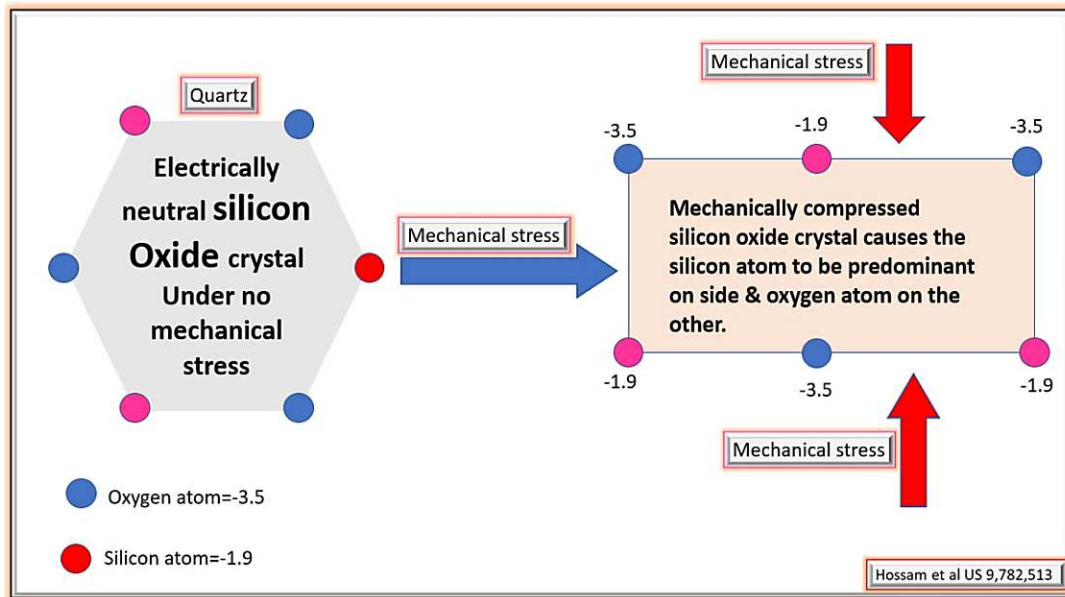 Quartz
Electrically
neutral silicon
Oxide crystal
Under no
mechanical
stress
Oxygen atom=-3.5
Silicon atom=-1.9
Mechanical stress
Mechanical stress
-3.5
-1.9
-3.5
Mechanically compressed
silicon oxide crystal causes the
silicon atom to be predominant
on side & oxygen atom on the
other.
-1.9
-3.5
-1.9
Mechanical stress
Hossam et al US 9,782,513